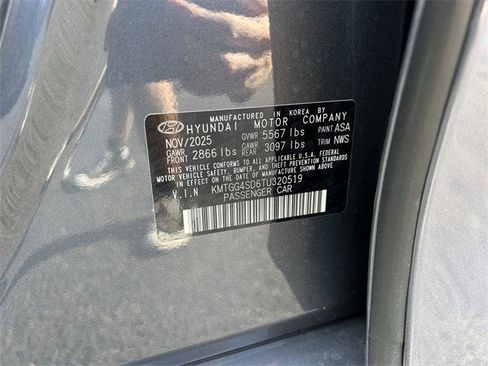 MANUFACTURED IN KOREA BY
HYUNDAI MOTOR COMPANY
NOV/2025 GVWR 5567 lbs PAINT ASA
GAWR FRONT 2866 lbs GAWR REAR 3097 lbs TRIM NWS
THIS VEHICLE CONFORMS TO ALL APPLICABLE U.S.A. FEDERAL
MOTOR VEHICLE SAFETY, BUMPER, AND THEFT PREVENTION STANDARDS
IN EFFECT ON THE DATE OF MANUFACTURE SHOWN ABOVE.
V.I.N KMTGG4SD6TU320519
PASSENGER CAR